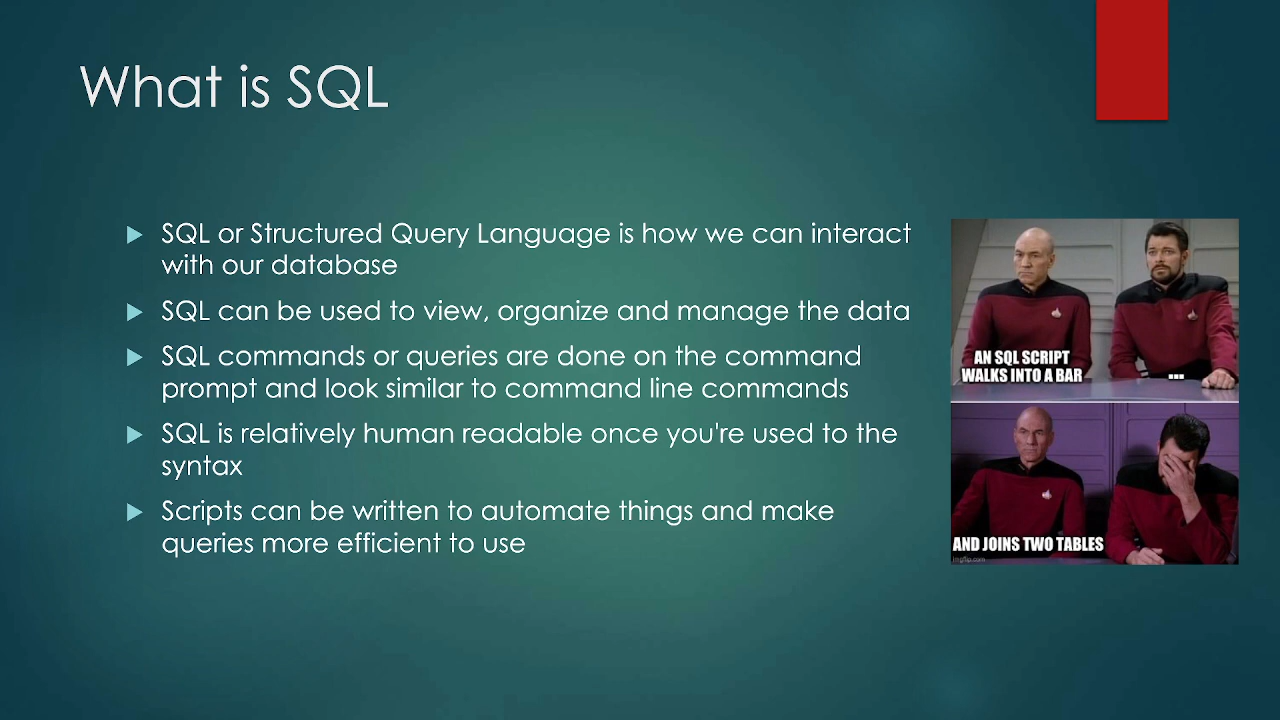 What is SQL
SQL or Structured Query Language is how we can interact
with our database
SQL can be used to view, organize and manage the data
SQL commands or queries are done on the command
prompt and look similar to command line commands
SQL is relatively human readable once you're used to the
syntax
Scripts can be written to automate things and make
queries more efficient to use
AN SQL SCRIPT
WALKS INTO A BAR
...
AND JOINS TWO TABLES
imgflip.com